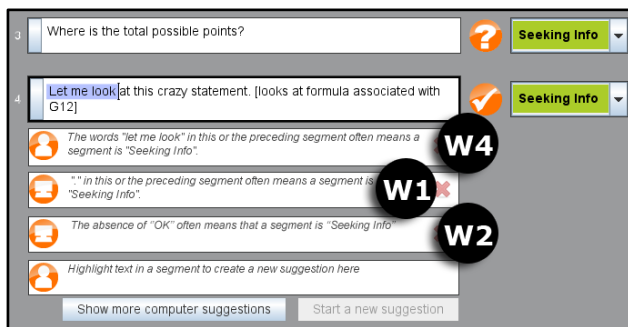 3 Where is the total possible points? ? Seeking Info
4 Let me look at this crazy statement. [looks at formula associated with Seeking Info
G12]
The words "let me look" in this or the preceding segment often means a
segment is "Seeking Info".
W4
"." in this or the preceding segment often means a segment is
"Seeking Info".
W1
The absence of "OK" often means that a segment is "Seeking Info"
W2
Highlight text in a segment to create a new suggestion here
Show more computer suggestions Start a new suggestion